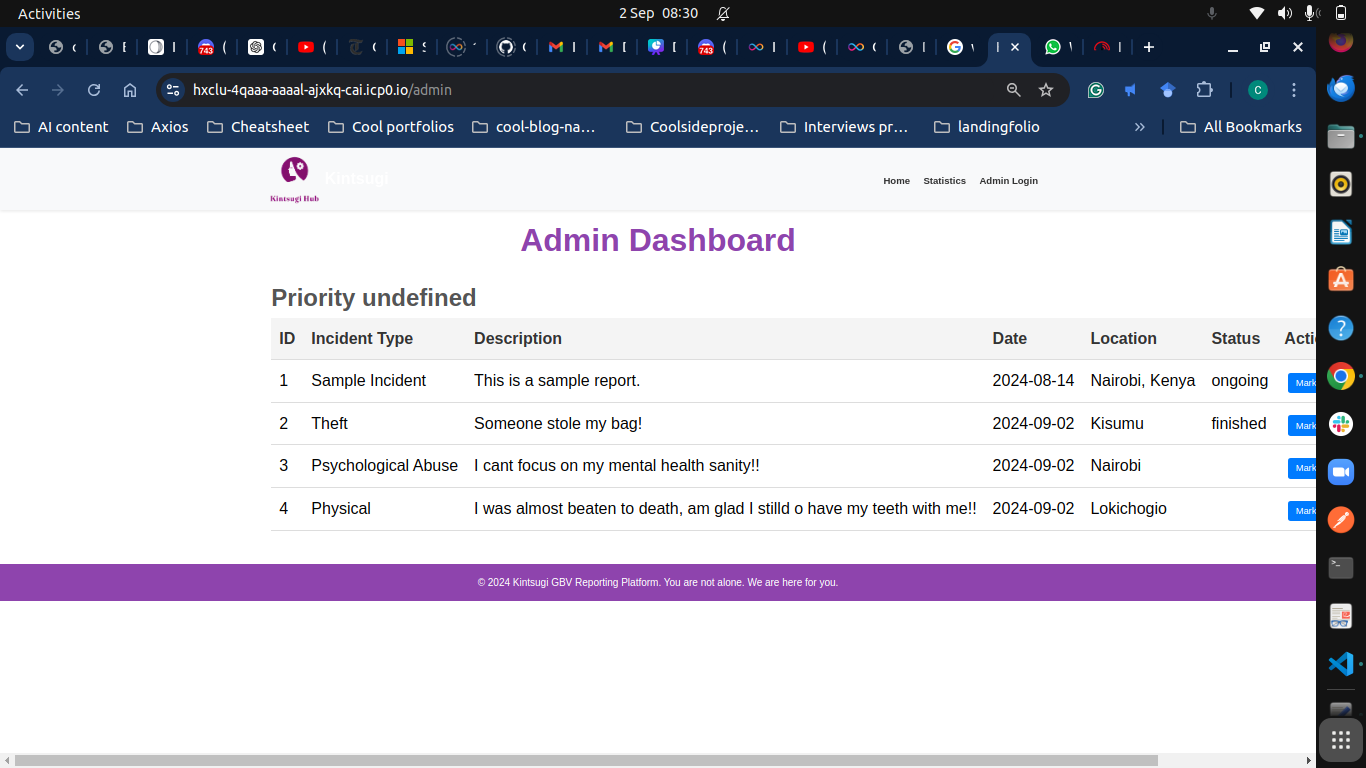 Activities
2 Sep 08:30
743
743
hxclu-4qaaa-aaaal-ajxkq-cai.icp0.io/admin
C
AI content
Axios
Cheatsheet
Cool portfolios
cool-blog-na…
Coolsideproje…
Interviews pr…
landingfolio
All Bookmarks
Kintsugi Hub
Kintsugi
Home
Statistics
Admin Login
Admin Dashboard
Priority undefined
ID Incident Type Description Date Location Status Acti
1 Sample Incident This is a sample report. 2024-08-14 Nairobi, Kenya ongoing Mark
2 Theft Someone stole my bag! 2024-09-02 Kisumu finished Mark
3 Psychological Abuse I cant focus on my mental health sanity!! 2024-09-02 Nairobi Mark
4 Physical I was almost beaten to death, am glad I stilld o have my teeth with me!! 2024-09-02 Lokichogio Mark
© 2024 Kintsugi GBV Reporting Platform. You are not alone. We are here for you.